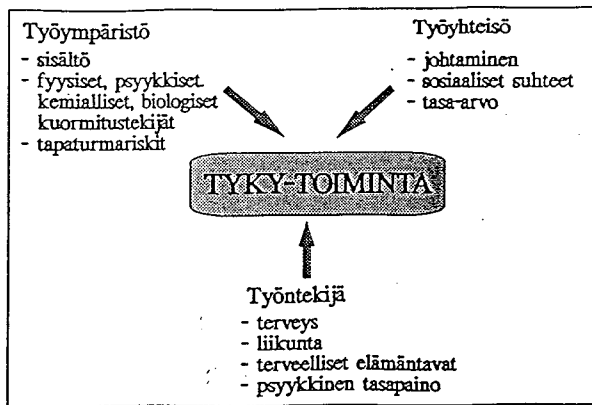 Työympäristö
- sisältö
- fyysiset, psyykkiset
kemialliset, biologiset
kuormitustekijät
- tapaturmariskit
Työyhteisö
- johtaminen
- sosiaaliset suhteet
- tasa-arvo
TYKY-TOIMINTA
Työntekijä
- terveys
- liikunta
- terveelliset elämäntavat
- psyykkinen tasapaino